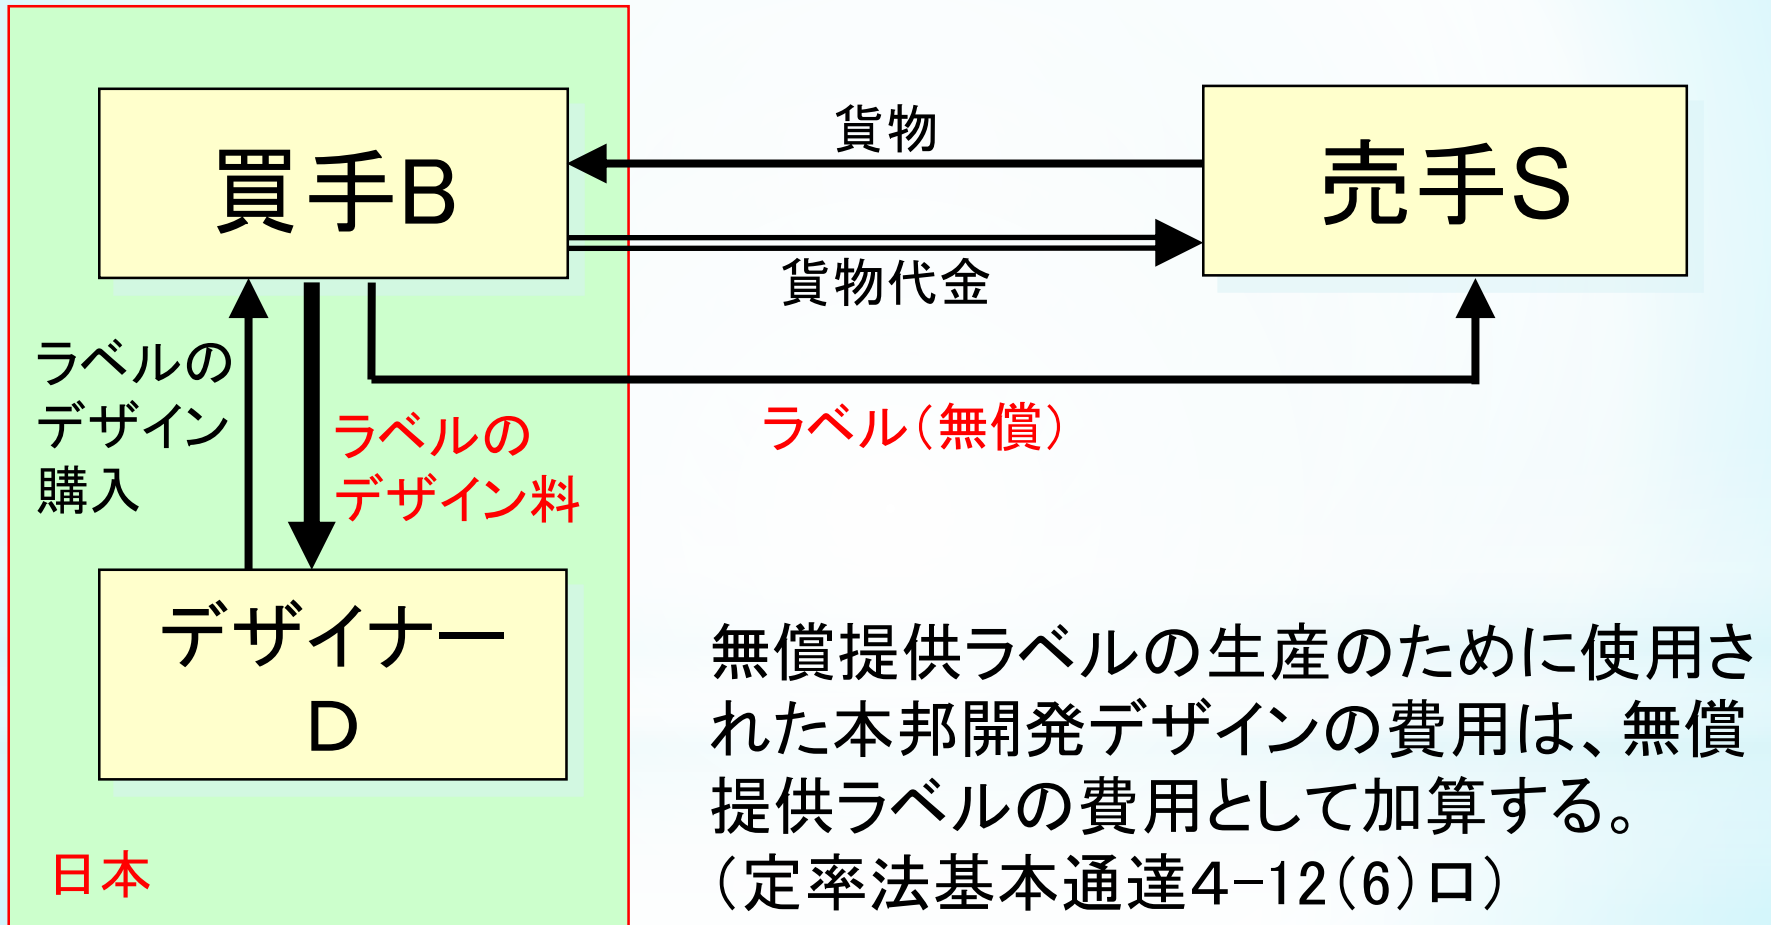 買手B
売手S
貨物
貨物代金
ラベルの
デザイン
購入
ラベルの
デザイン料
ラベル（無償）
デザイナー
D
日本
無償提供ラベルの生産のために使用さ
れた本邦開発デザインの費用は、無償
提供ラベルの費用として加算する。
（定率法基本通達4−12(6)ロ）